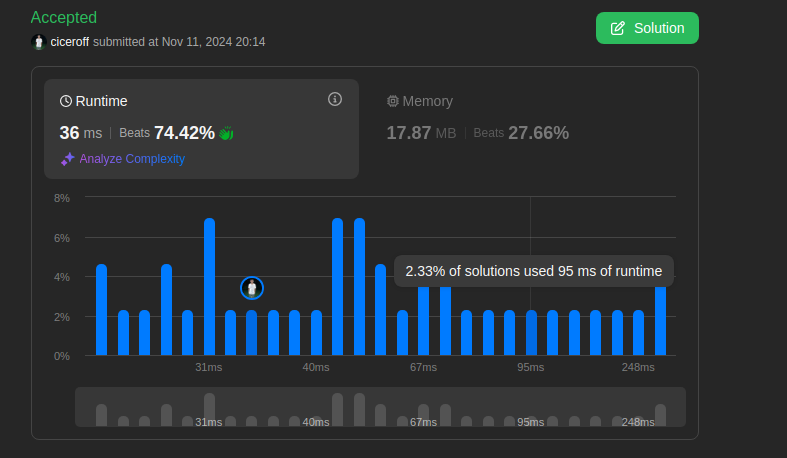 Accepted
ciceroff submitted at Nov 11, 2024 20:14
Solution
Runtime
36 ms | Beats 74.42%
Analyze Complexity
Memory
17.87 MB | Beats 27.66%
8%
6%
4%
2%
0%
2.33% of solutions used 95 ms of runtime
31ms 40ms 67ms 95ms 248ms
31ms 40ms 67ms 95ms 248ms